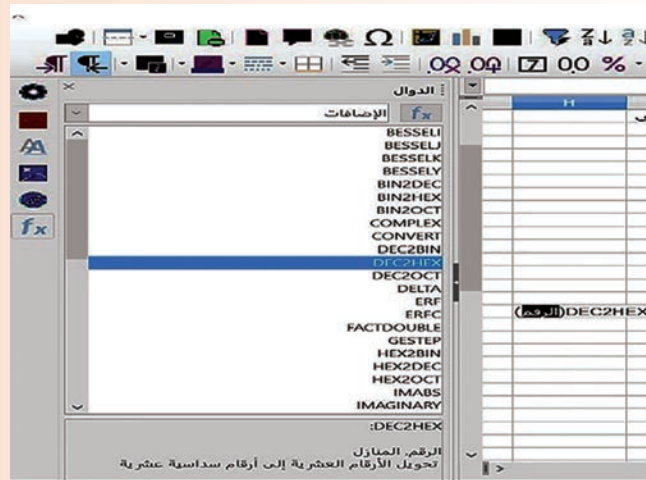 الدوال
الإضافات
fx
BESSELI
BESSELJ
BESSELK
BESSELY
BIN2DEC
BIN2HEX
BIN2OCT
COMPLEX
CONVERT
DEC2BIN
DEC2HEX
DEC2OCT
DELTA
ERF
ERFC
FACTDOUBLE
GESTEP
HEX2BIN
HEX2DEC
HEX2OCT
IMABS
IMAGINARY
DEC2HEX:
الرقم, المنازل
تحويل الأرقام العشرية إلى أرقام سداسية عشرية
H
DEC2HEX(الرقم)